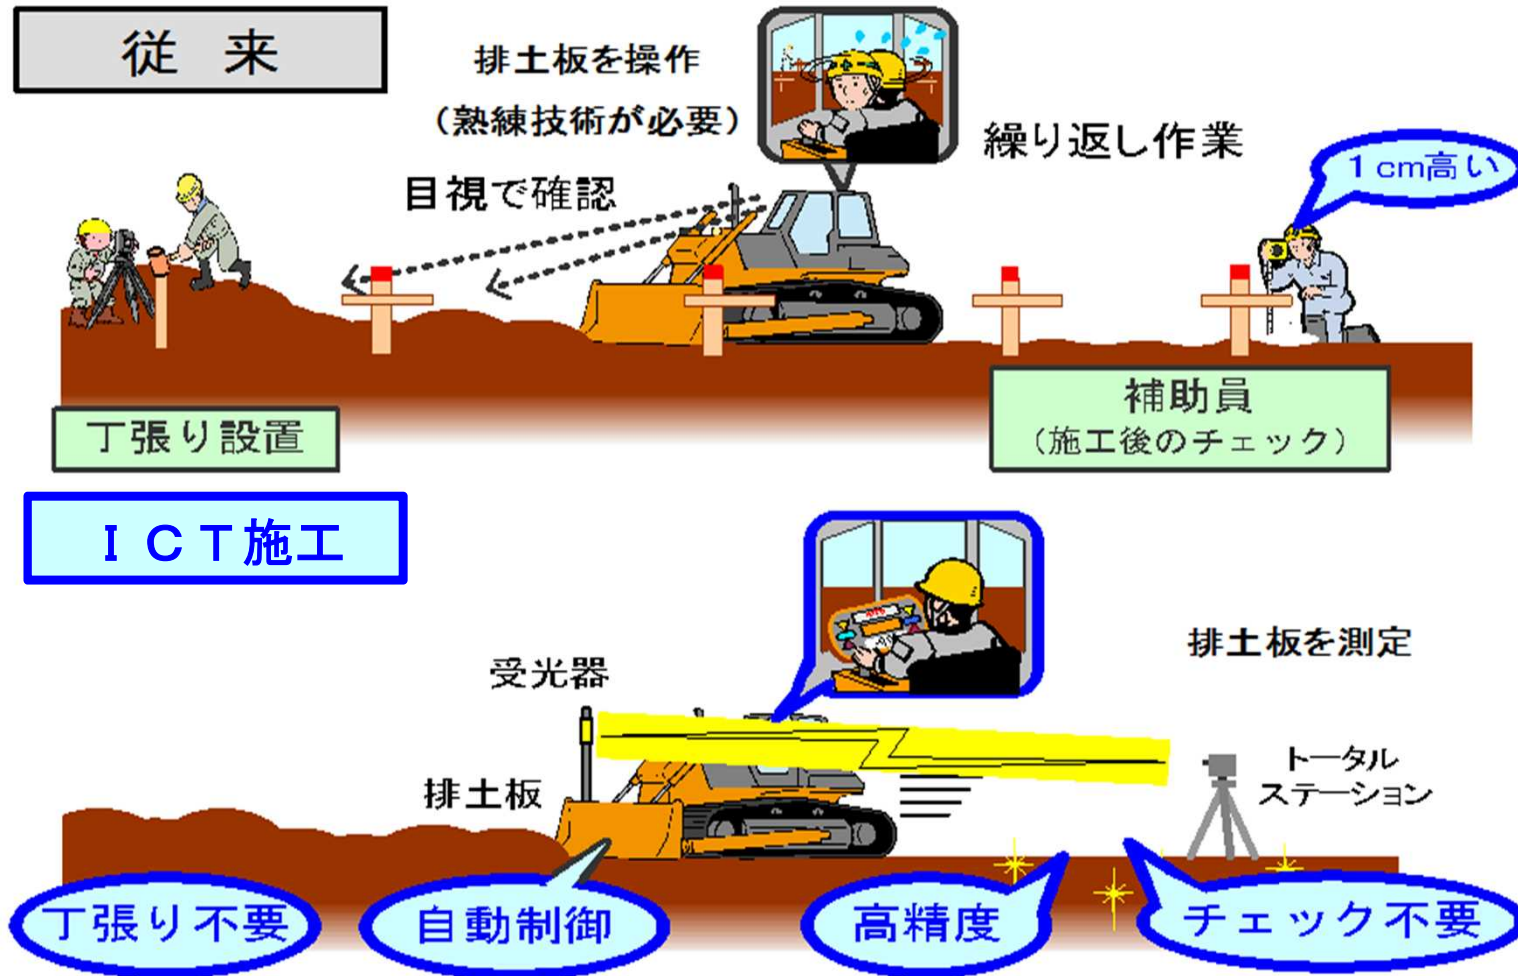 従 来
排土板を操作
（熟練技術が必要）
繰り返し作業
1cm高い
目視で確認
丁張り設置
補助員
（施工後のチェック）
ＩＣＴ施工
排土板を測定
受光器
トータル
ステーション
排土板
丁張り不要
自動制御
高精度
チェック不要